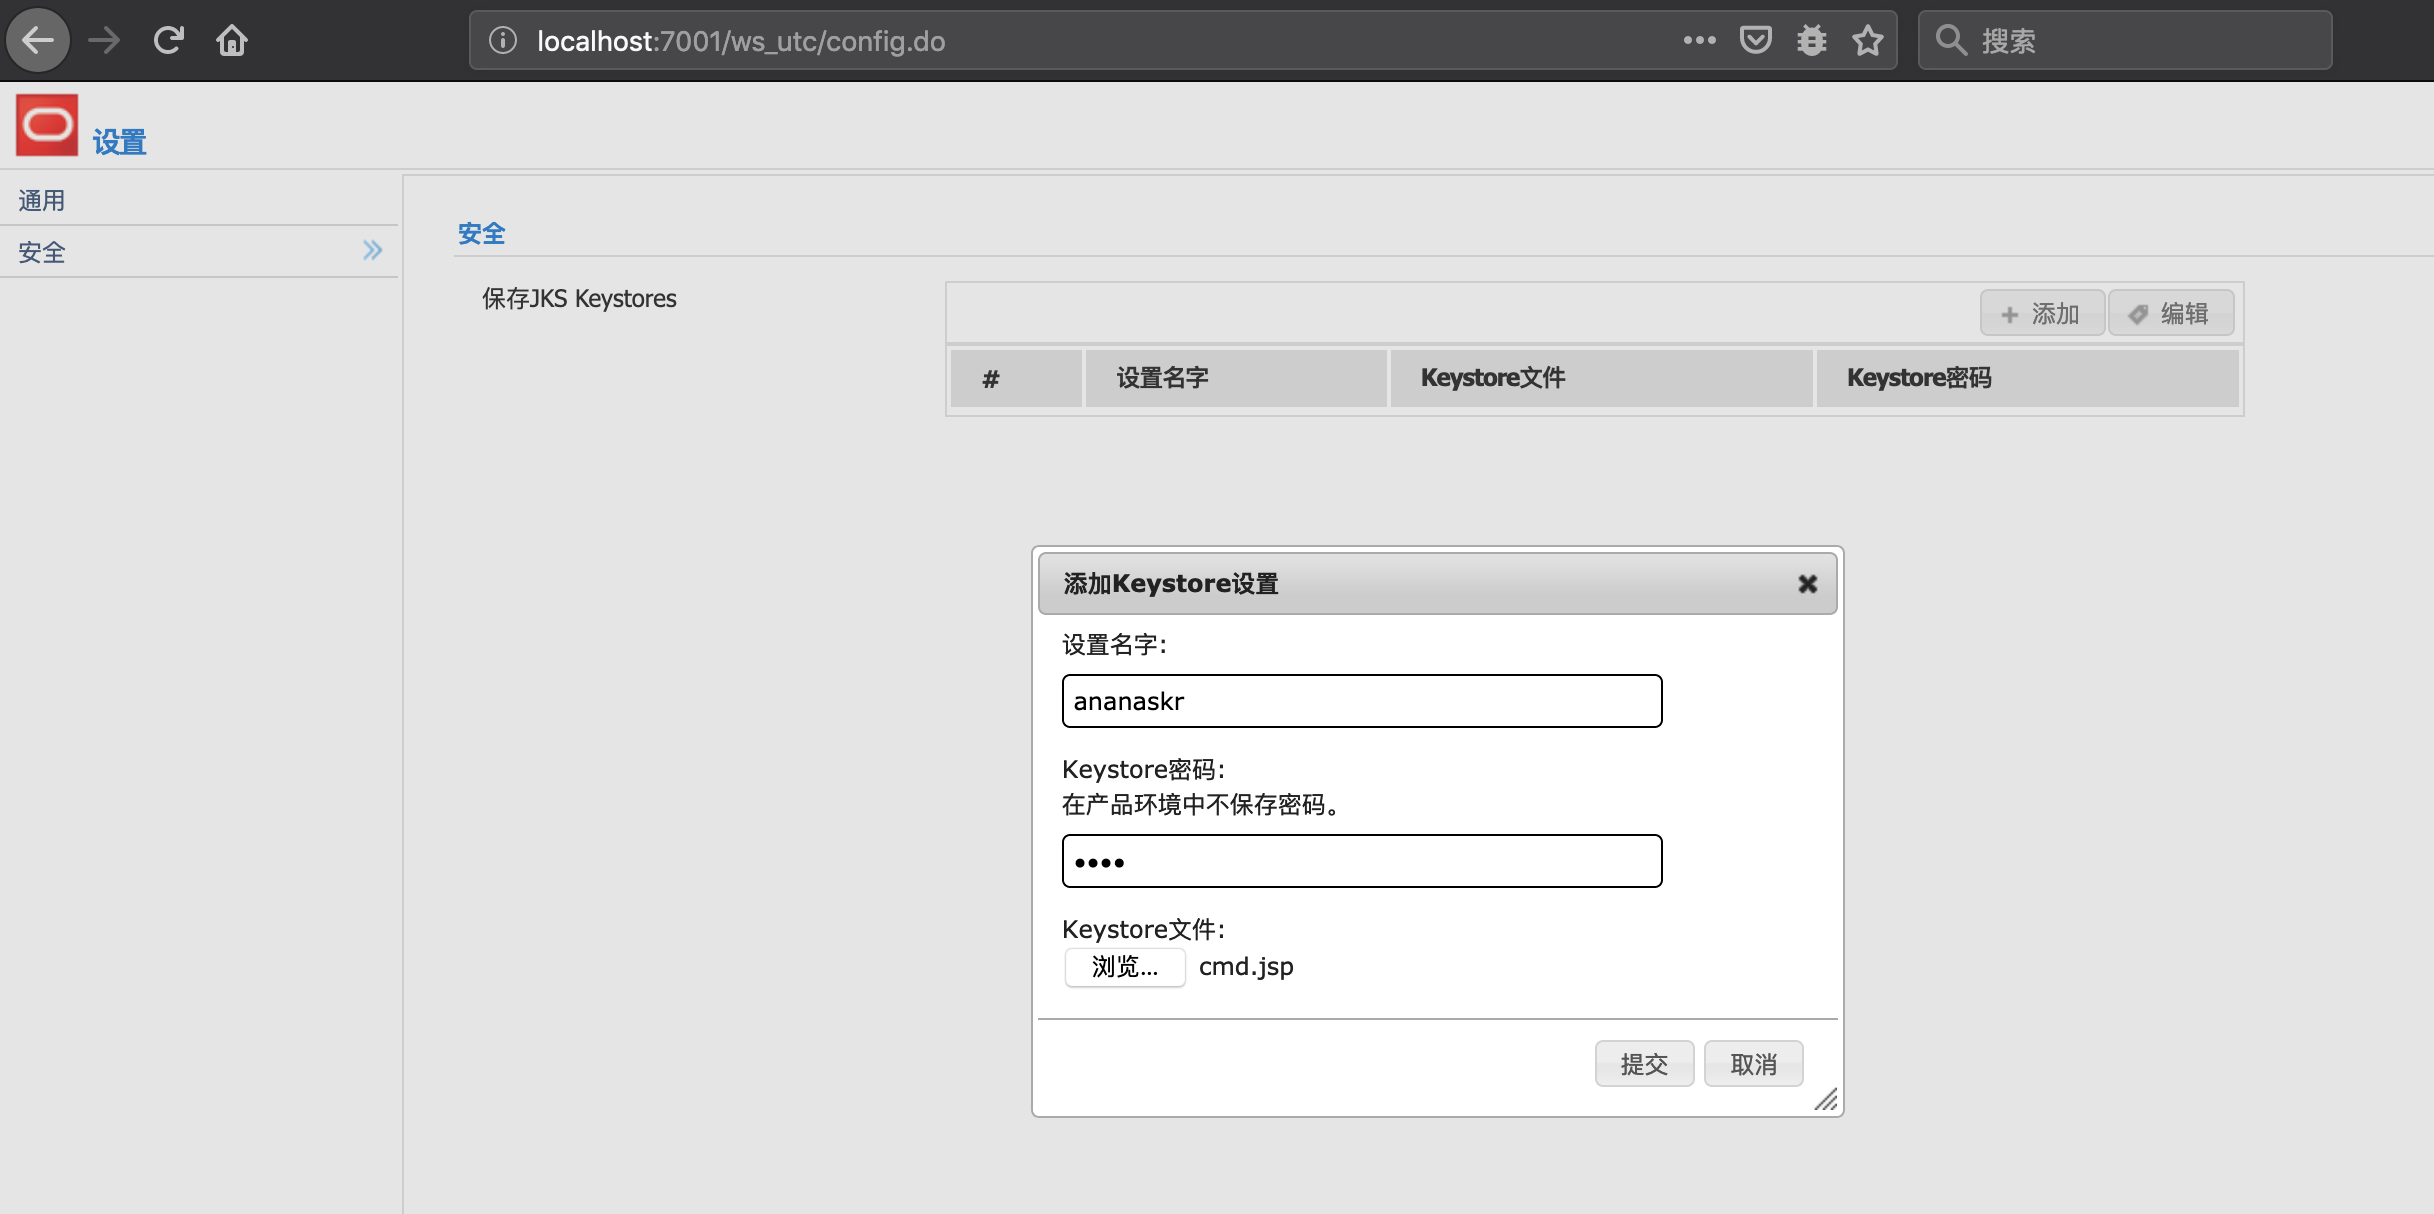 localhost:7001/ws_utc/config.do
搜索
设置
通用
安全
安全
保存JKS Keystores
添加 编辑
# 设置名字 Keystore文件 Keystore密码
添加Keystore设置
设置名字:
ananaskr
Keystore密码:
在产品环境中不保存密码。
••••
Keystore文件:
浏览... cmd.jsp
提交 取消